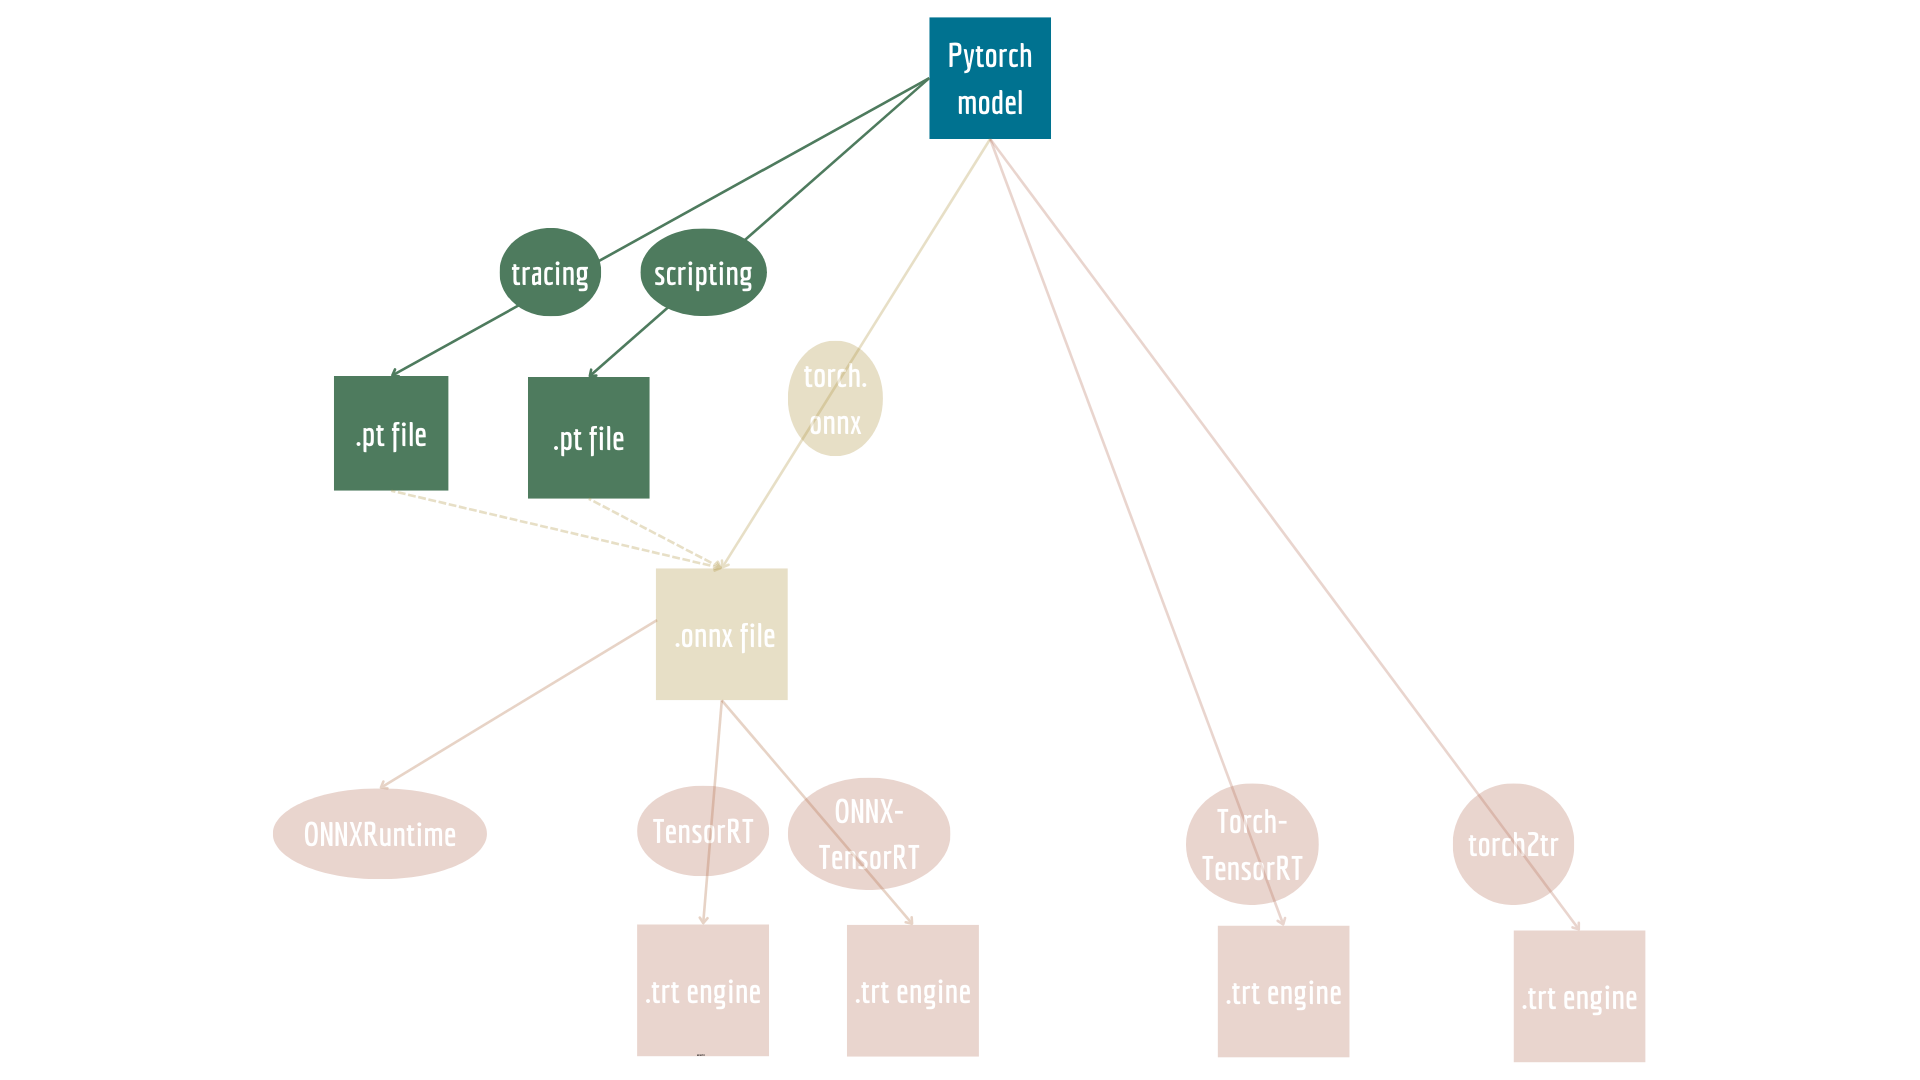 Pytorch
model
tracing
scripting
torch.
onnx
.pt file
.pt file
.onnx file
ONNXRuntime
TensorRT
ONNX-
TensorRT
Torch-
TensorRT
torch2tr
.trt engine
.trt engine
.trt engine
.trt engine